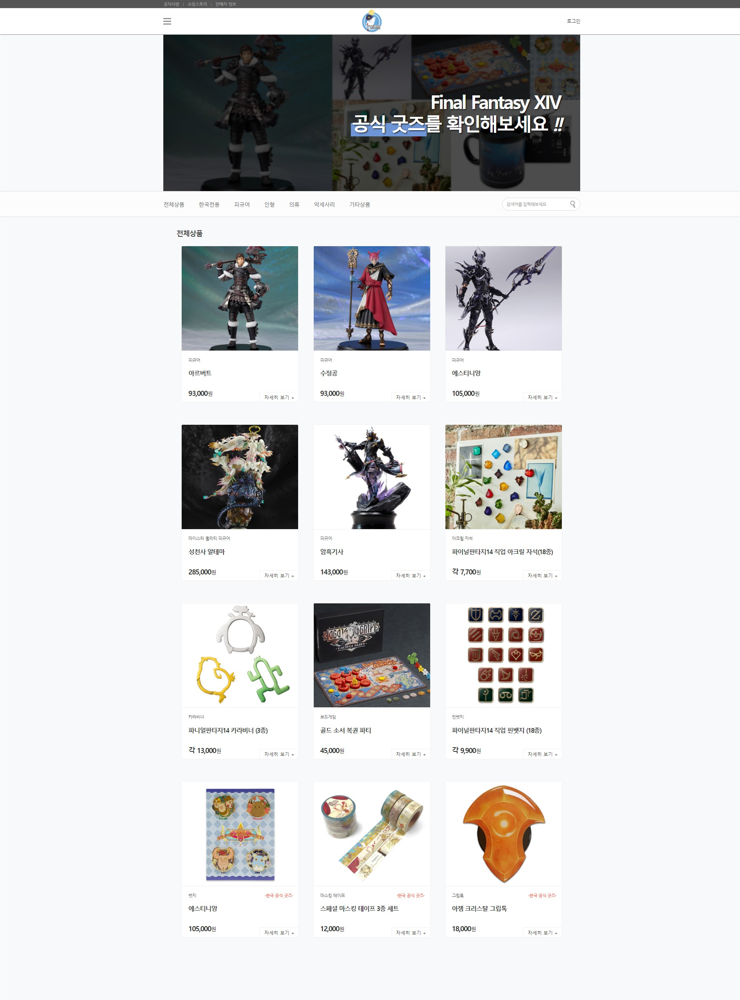 공지사항 | 쇼핑스토리 | 판매자 정보
STORE
로그인
Final Fantasy XIV
공식 굿즈를 확인해보세요 !!
전체상품 한국전용 피규어 인형 의류 악세사리 기타상품
검색어를 입력해보세요
전체상품
피규어
아르버트
93,000원
자세히 보기 +
피규어
수정공
93,000원
자세히 보기 +
피규어
에스티니앙
105,000원
자세히 보기 +
마이스터 퀄리티 피규어
성천사 알테마
285,000원
자세히 보기 +
피규어
암흑기사
143,000원
자세히 보기 +
아크릴 자석
파이널판타지14 직업 아크릴 자석(18종)
각 7,700원
자세히 보기 +
카라비너
파니얼판타지14 카라비너 (3종)
각 13,000원
자세히 보기 +
보드게임
골드 소서 복권 파티
45,000원
자세히 보기 +
핀뱃지
파이널판타지14 직업 핀뱃지 (18종)
각 9,900원
자세히 보기 +
뱃지
-한국 공식 굿즈-
에스티니앙
105,000원
자세히 보기 +
마스킹 테이프
-한국 공식 굿즈-
스페셜 마스킹 테이프 3종 세트
12,000원
자세히 보기 +
그립톡
-한국 공식 굿즈-
아젬 크리스탈 그립톡
18,000원
자세히 보기 +